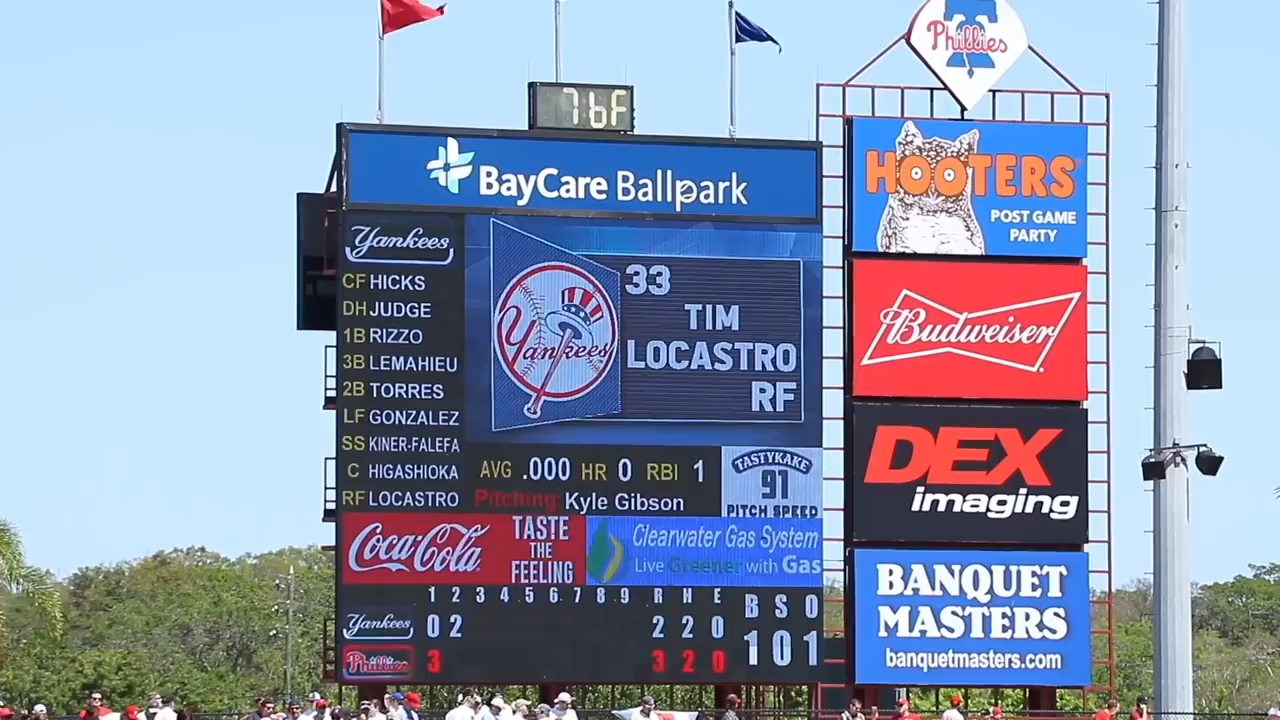 Phillies
76F
BayCare Ballpark
HOOTERS
POST GAME
PARTY
Yankees
CF HICKS
DH JUDGE
1B RIZZO
3B LEMAHIEU
2B TORRES
LF GONZALEZ
SS KINER-FALEFA
C HIGASHIOKA
RF LOCASTRO
Yankees
33
TIM
LOCASTRO
RF
AVG .000 HR 0 RBI 1
Pitching: Kyle Gibson
TASTYKAKE
91
PITCH SPEED
Budweiser
DEX
imaging
Coca-Cola
TASTE
THE
FEELING
Clearwater Gas System
Live Greener with Gas
1 2 3 4 5 6 7 8 9 R H E B S O
Yankees 0 2 2 2 0 1 0 1
Phillies 3 3 2 0
BANQUET
MASTERS
banquetmasters.com